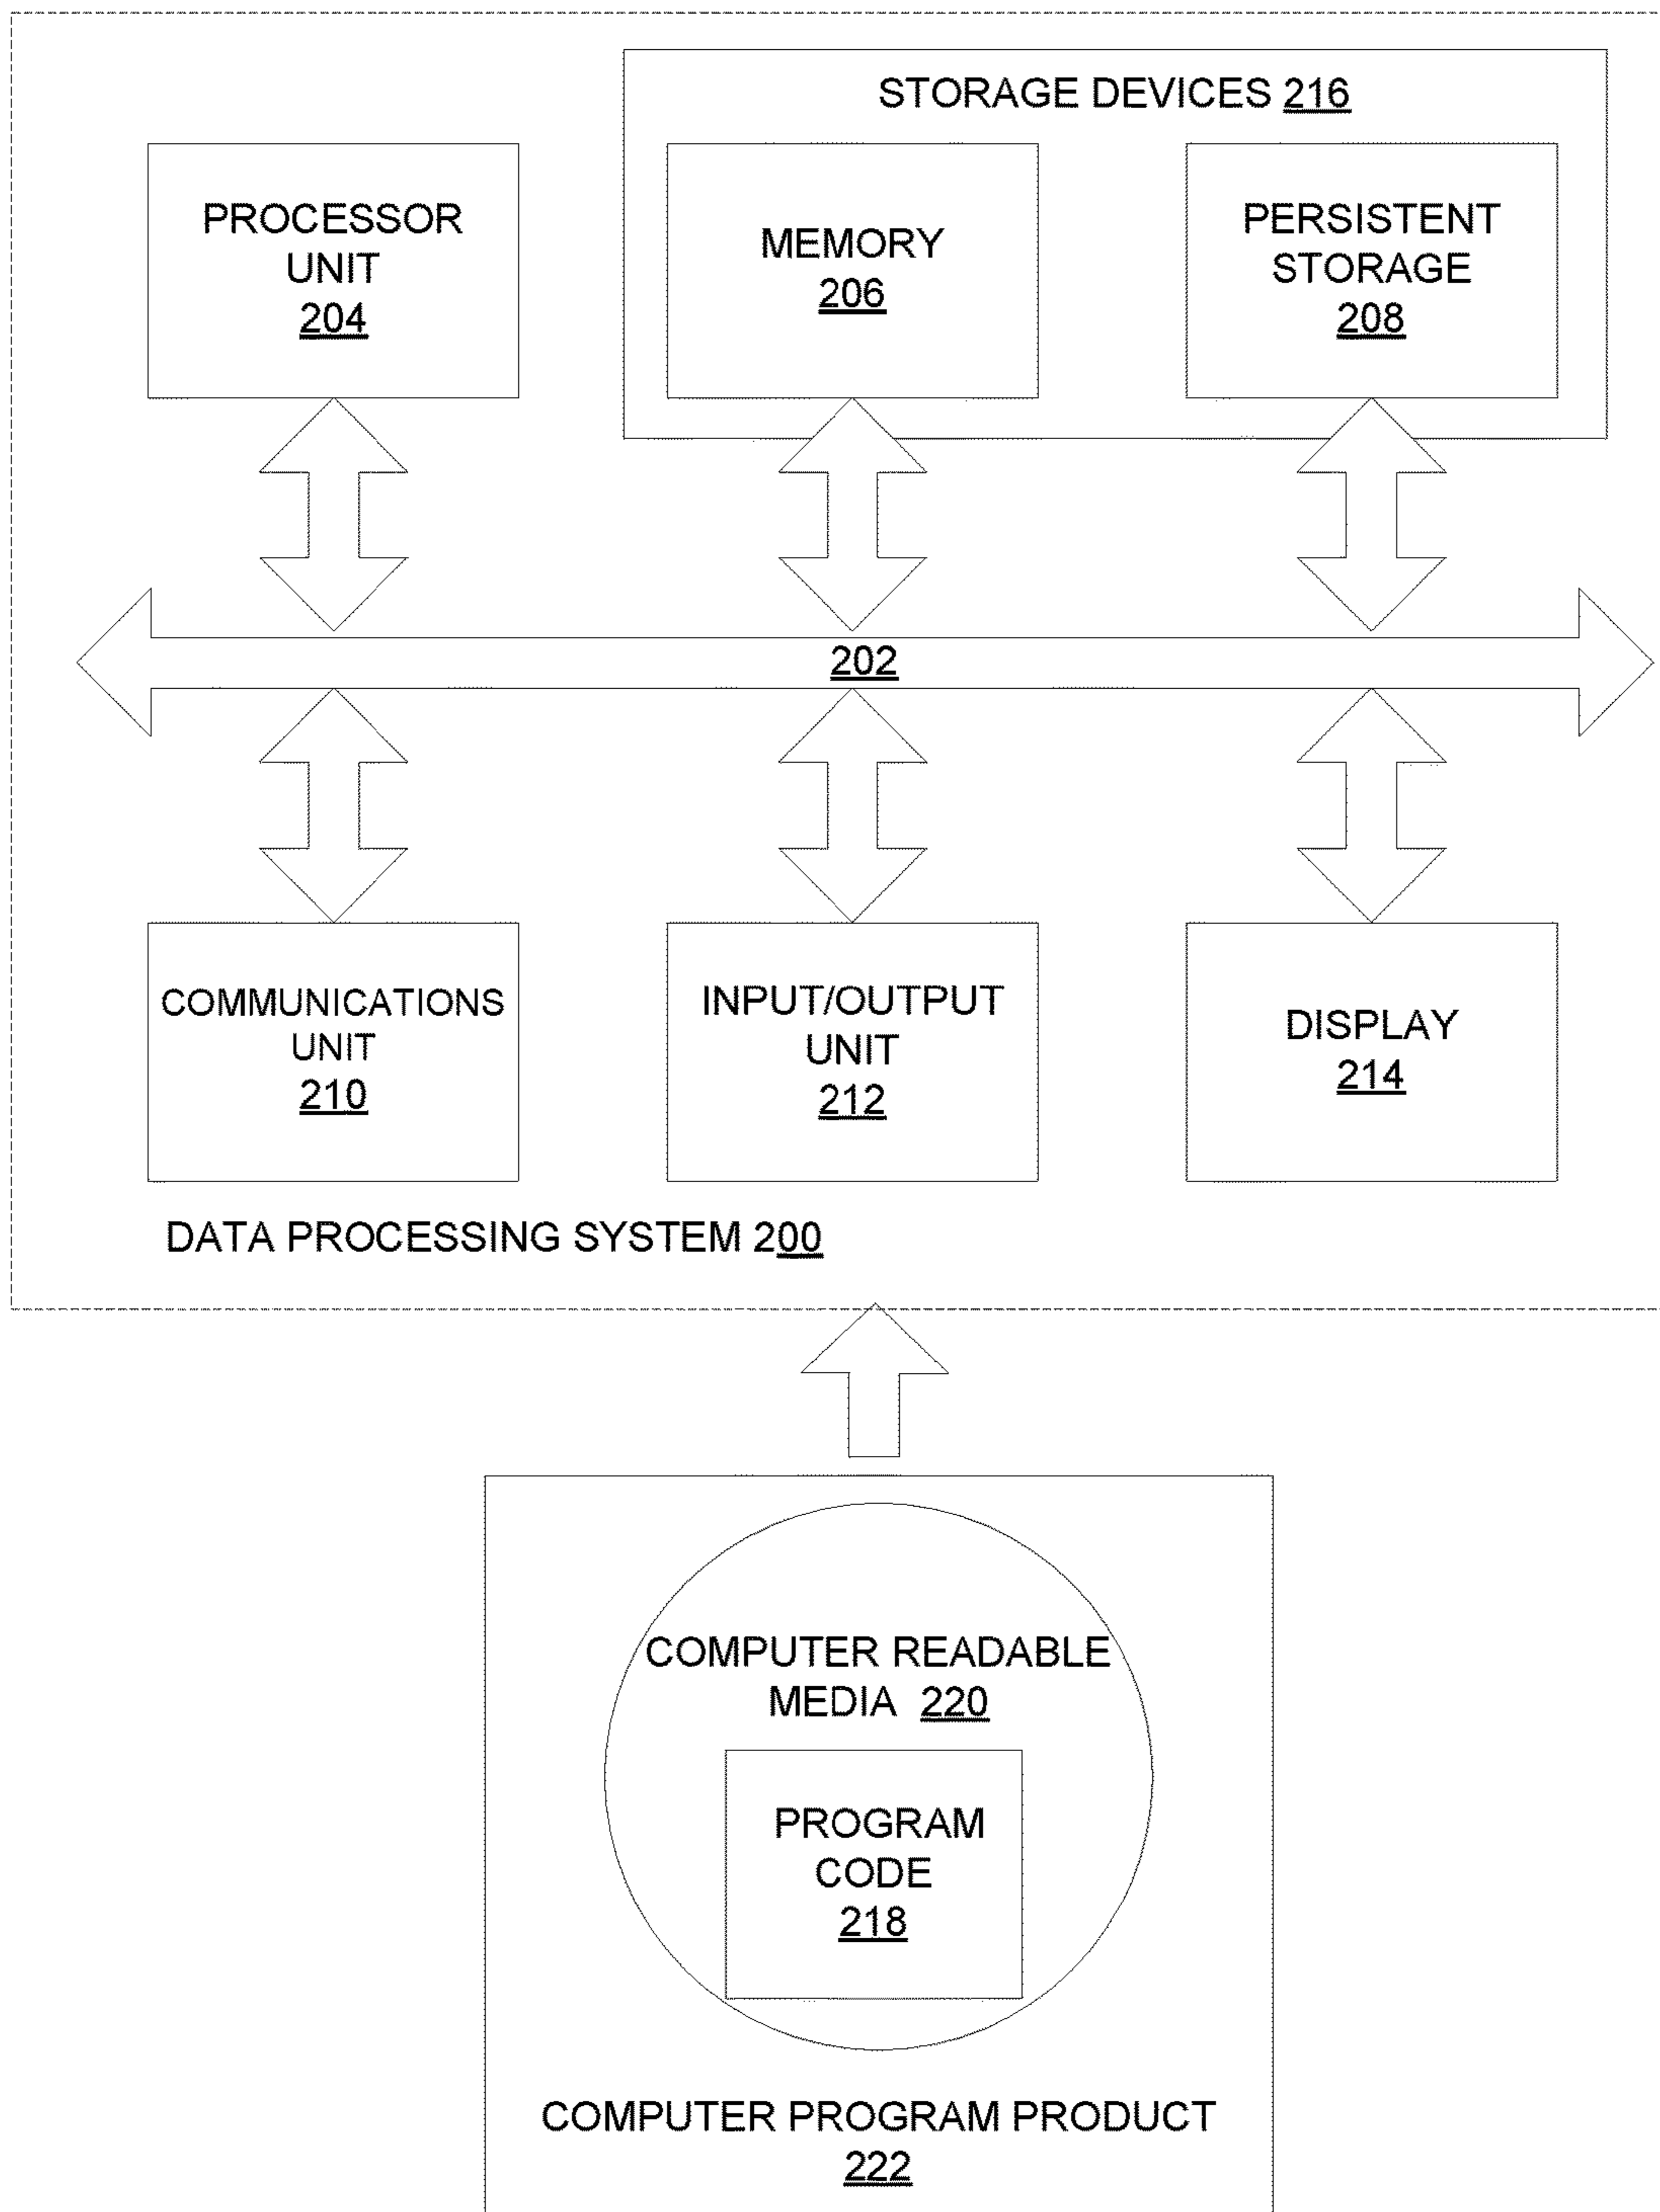 STORAGE DEVICES 216
PROCESSOR
UNIT
204
MEMORY
206
PERSISTENT
STORAGE
208
202
COMMUNICATIONS
UNIT
210
INPUT/OUTPUT
UNIT
212
DISPLAY
214
DATA PROCESSING SYSTEM 200
COMPUTER READABLE
MEDIA 220
PROGRAM
CODE
218
COMPUTER PROGRAM PRODUCT
222